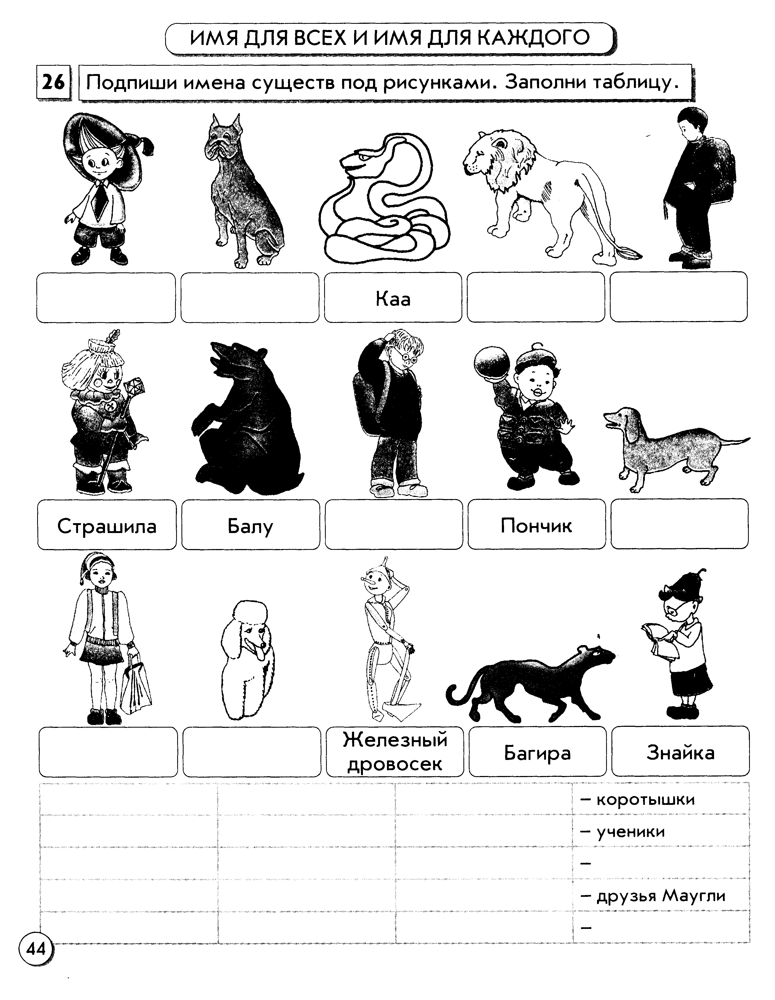 ИМЯ ДЛЯ ВСЕХ И ИМЯ ДЛЯ КАЖДОГО
26 Подпиши имена существ под рисунками. Заполни таблицу.
Каа
Страшила Балу Пончик
Железный
дровосек
Багира
Знайка
– коротышки
– ученики
–
– друзья Маугли
–
44